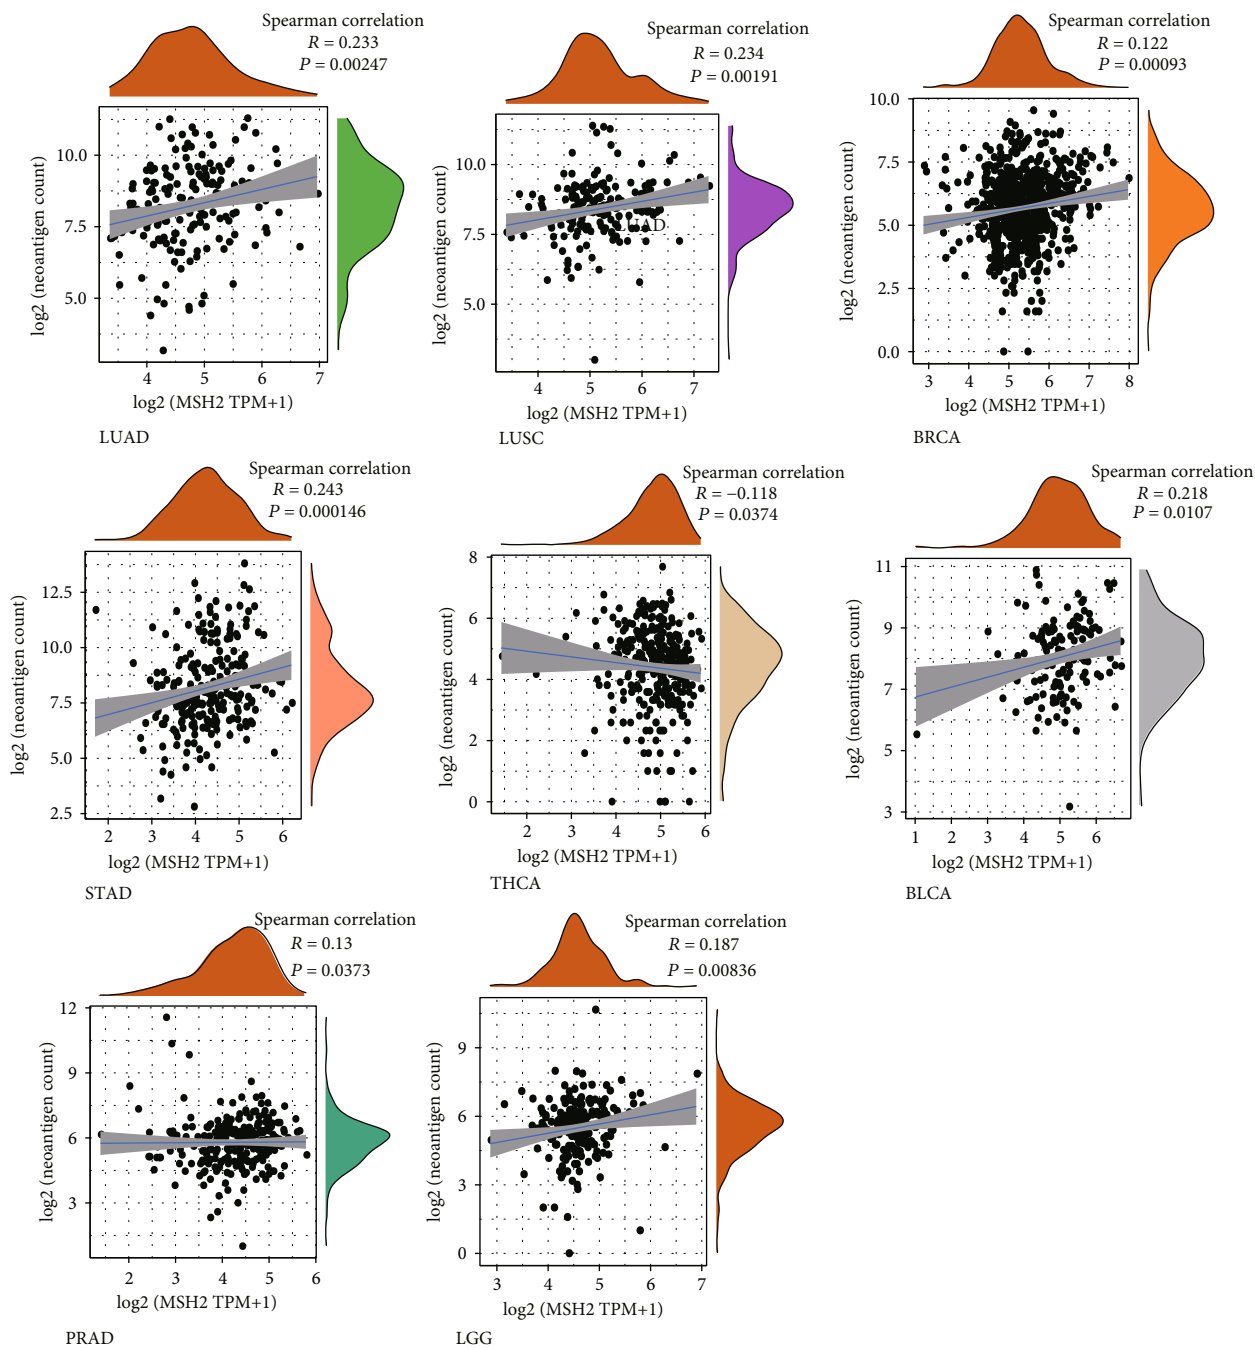 Spearman correlation
R = 0.233
P = 0.00247
log2 (neoantigen count)
10.0
7.5
5.0
4 5 6 7
log2 (MSH2 TPM+1)
LUAD
Spearman correlation
R = 0.234
P = 0.00191
log2 (neoantigen count)
10.0
7.5
5.0
LUAD
4 5 6 7
log2 (MSH2 TPM+1)
LUSC
Spearman correlation
R = 0.122
P = 0.00093
log2 (neoantigen count)
10.0
7.5
5.0
2.5
0.0
3 4 5 6 7 8
log2 (MSH2 TPM+1)
BRCA
Spearman correlation
R = 0.243
P = 0.000146
log2 (neoantigen count)
12.5
10.0
7.5
5.0
2.5
2 3 4 5 6
log2 (MSH2 TPM+1)
STAD
Spearman correlation
R = −0.118
P = 0.0374
log2 (neoantigen count)
8
6
4
2
0
2 3 4 5 6
log2 (MSH2 TPM+1)
THCA
Spearman correlation
R = 0.218
P = 0.0107
log2 (neoantigen count)
11
9
7
5
3
1 2 3 4 5 6
log2 (MSH2 TPM+1)
BLCA
Spearman correlation
R = 0.13
P = 0.0373
log2 (neoantigen count)
12
9
6
3
2 3 4 5 6
log2 (MSH2 TPM+1)
PRAD
Spearman correlation
R = 0.187
P = 0.00836
log2 (neoantigen count)
9
6
3
0
3 4 5 6 7
log2 (MSH2 TPM+1)
LGG